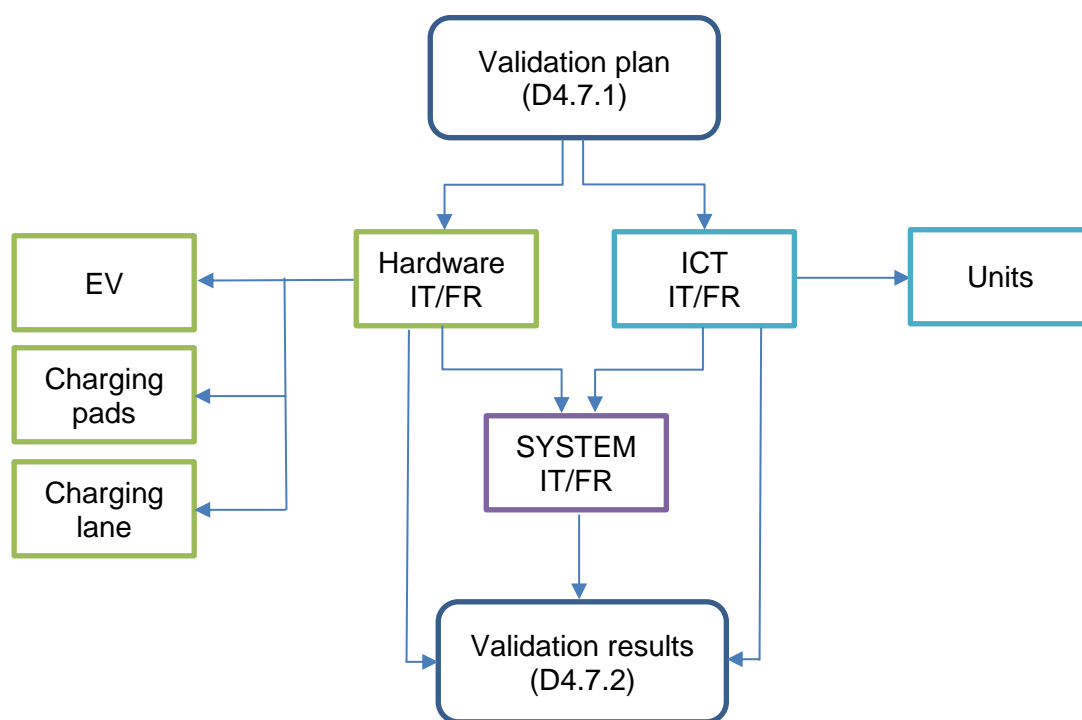 Validation plan
(D4.7.1)
Hardware
IT/FR
ICT
IT/FR
EV
Units
Charging
pads
SYSTEM
IT/FR
Charging
lane
Validation results
(D4.7.2)